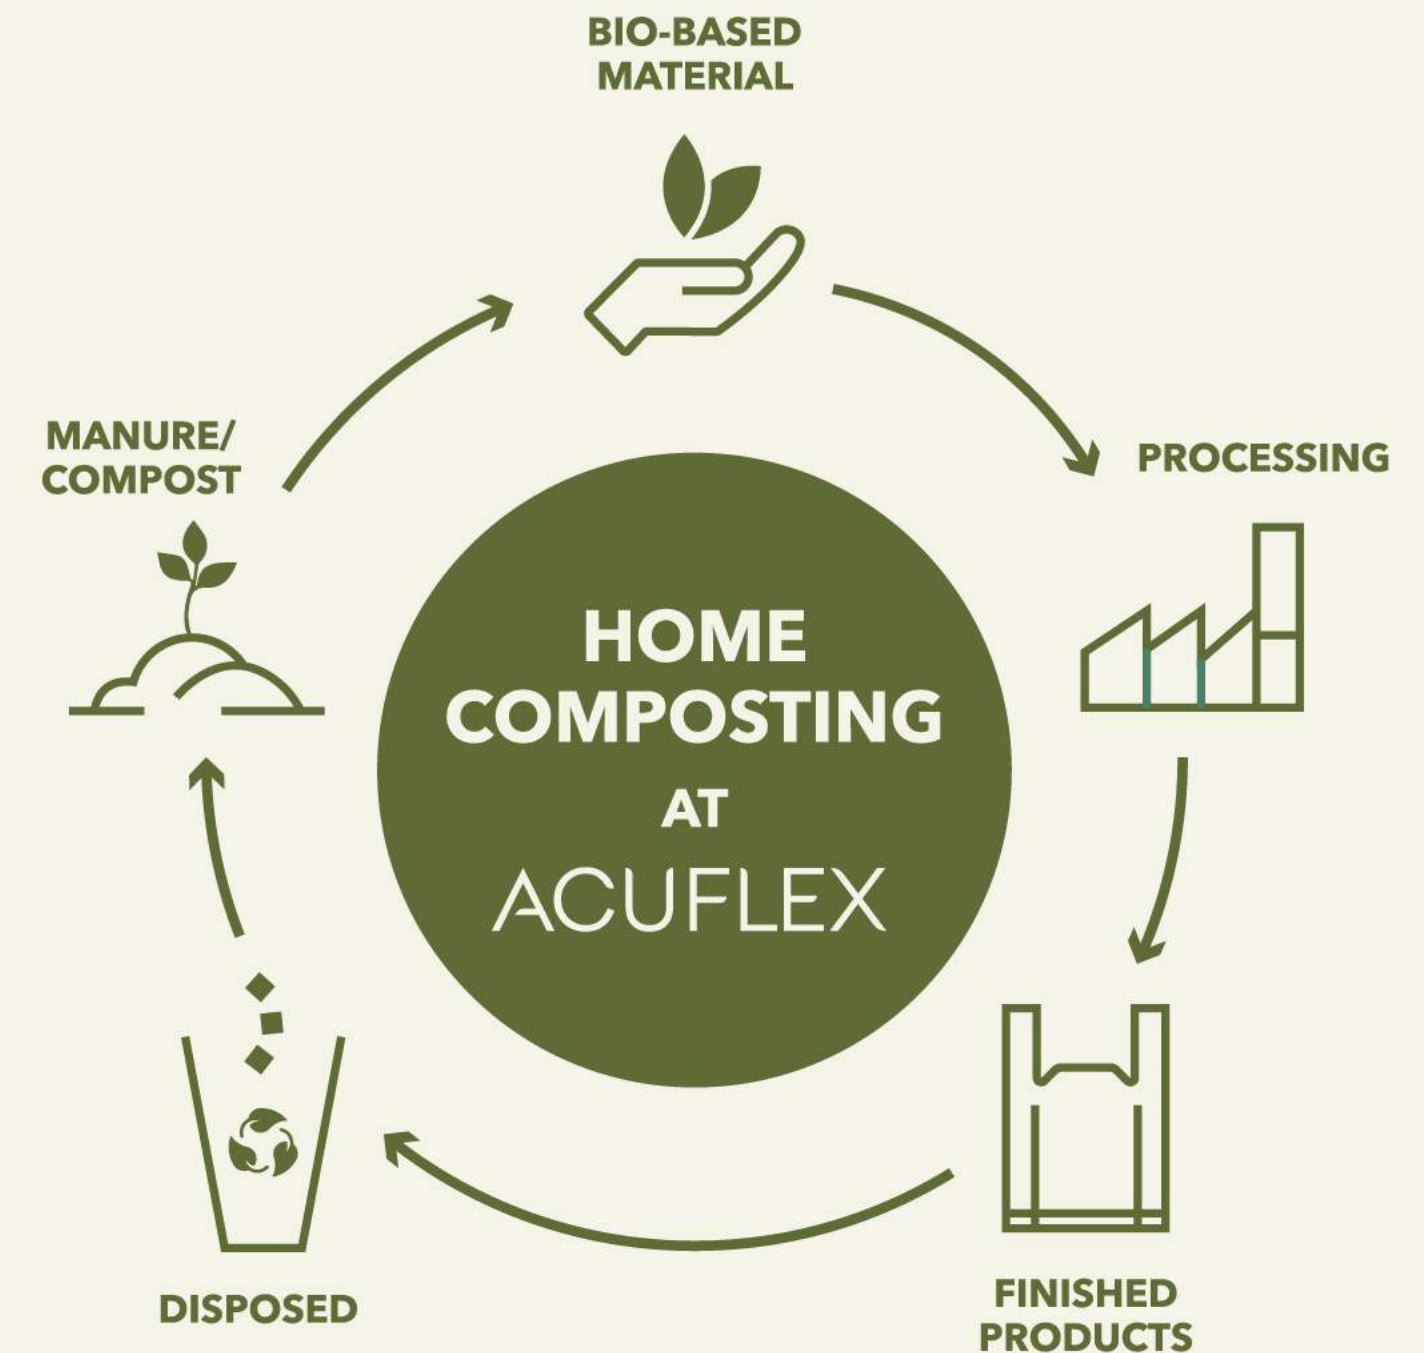 BIO-BASED
MATERIAL
MANURE/
COMPOST
PROCESSING
HOME
COMPOSTING
AT
ACUFLEX
DISPOSED
FINISHED
PRODUCTS